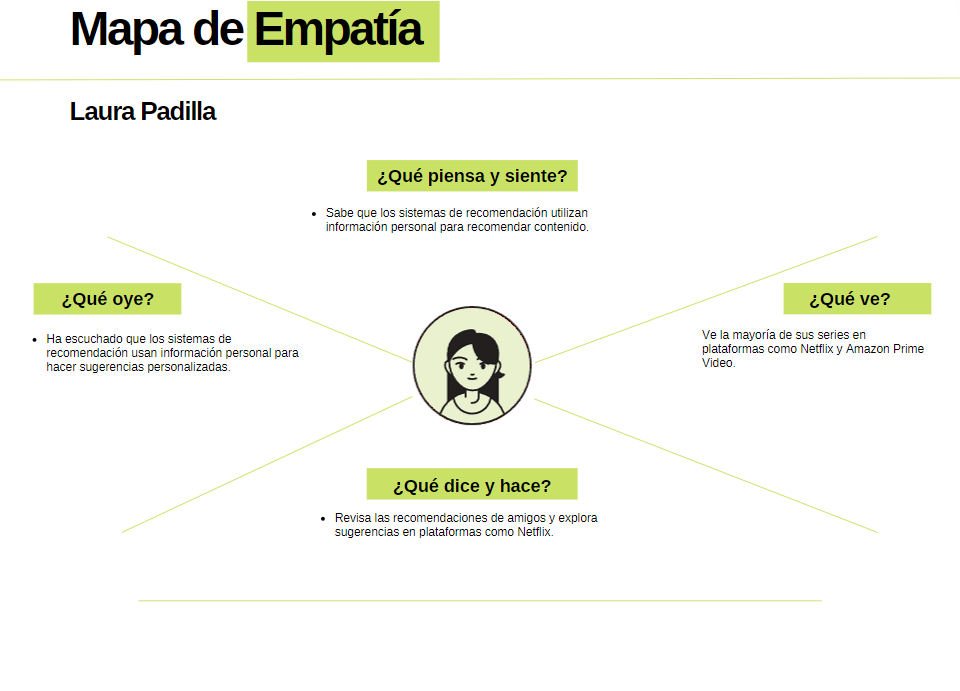 Mapa de Empatía
Laura Padilla
¿Qué piensa y siente?
• Sabe que los sistemas de recomendación utilizan
información personal para recomendar contenido.
¿Qué oye?
• Ha escuchado que los sistemas de
recomendación usan información personal para
hacer sugerencias personalizadas.
¿Qué ve?
Ve la mayoría de sus series en
plataformas como Netflix y Amazon Prime
Video.
¿Qué dice y hace?
• Revisa las recomendaciones de amigos y explora
sugerencias en plataformas como Netflix.